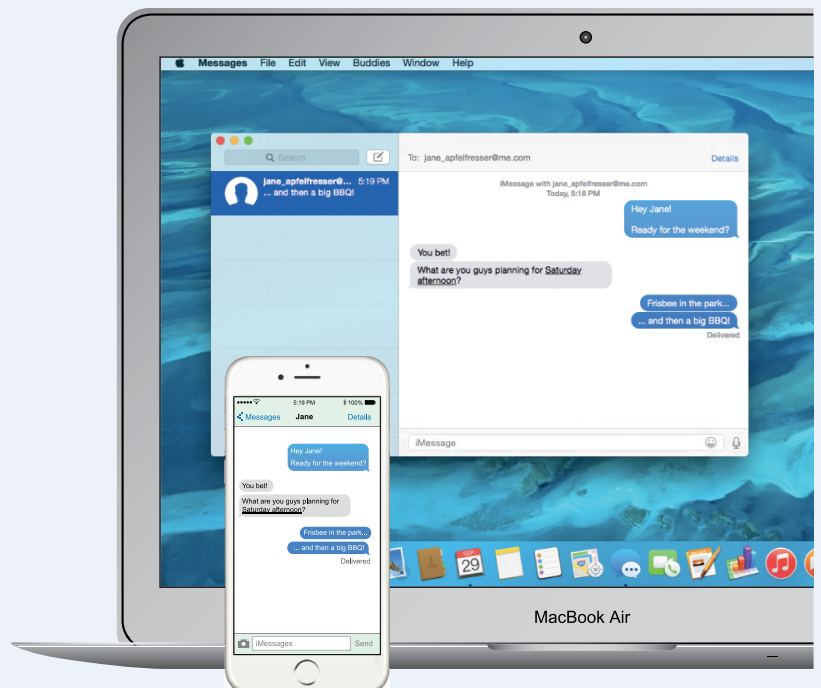 Messages File Edit View Buddies Window Help
Search
jane_apfelfresser@... 5:19 PM
... and then a big BBQ!
To: jane_apfelfresser@me.com Details
iMessage with jane_apfelfresser@me.com
Today, 5:18 PM
Hey Jane!
Ready for the weekend?
You bet!
What are you guys planning for Saturday
afternoon?
Frisbee in the park...
... and then a big BBQ!
Delivered
iMessage
SEP
29
MacBook Air
5:19 PM 100%
Messages Jane Details
Hey Jane!
Ready for the weekend?
You bet!
What are you guys planning for
Saturday afternoon?
Frisbee in the park...
... and then a big BBQ!
Delivered
iMessages Send